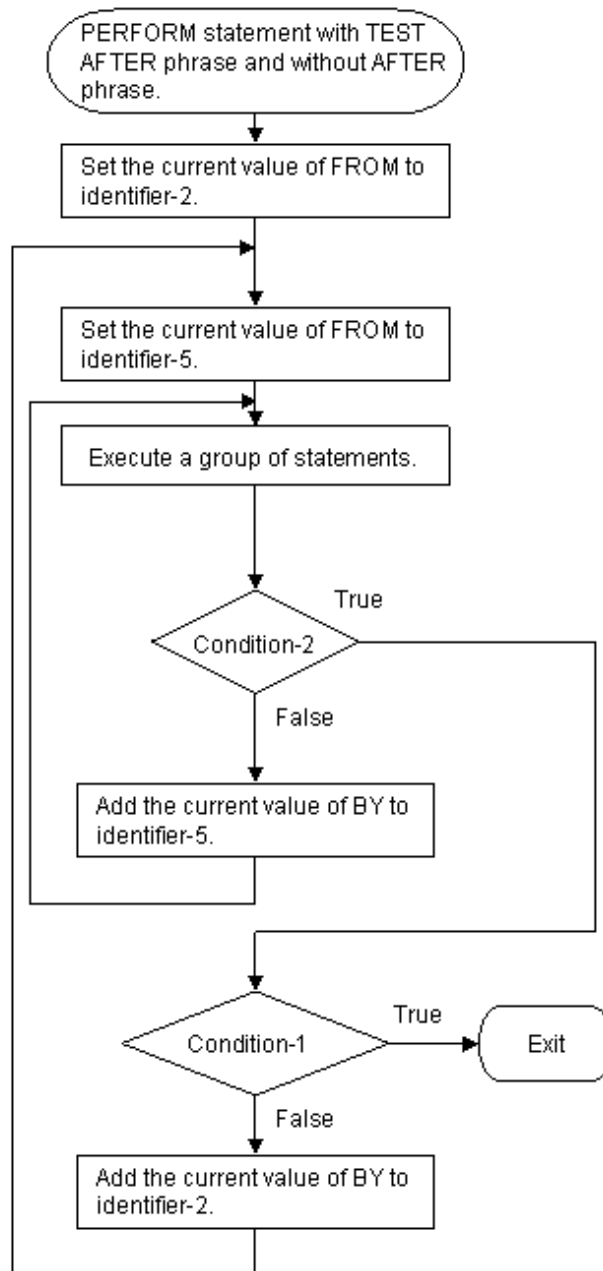 PERFORM statement with TEST
AFTER phrase and without AFTER
phrase.
Set the current value of FROM to
identifier-2.
Set the current value of FROM to
identifier-5.
Execute a group of statements.
True
Condition-2
False
Add the current value of BY to
identifier-5.
True
Condition-1
Exit
False
Add the current value of BY to
identifier-2.